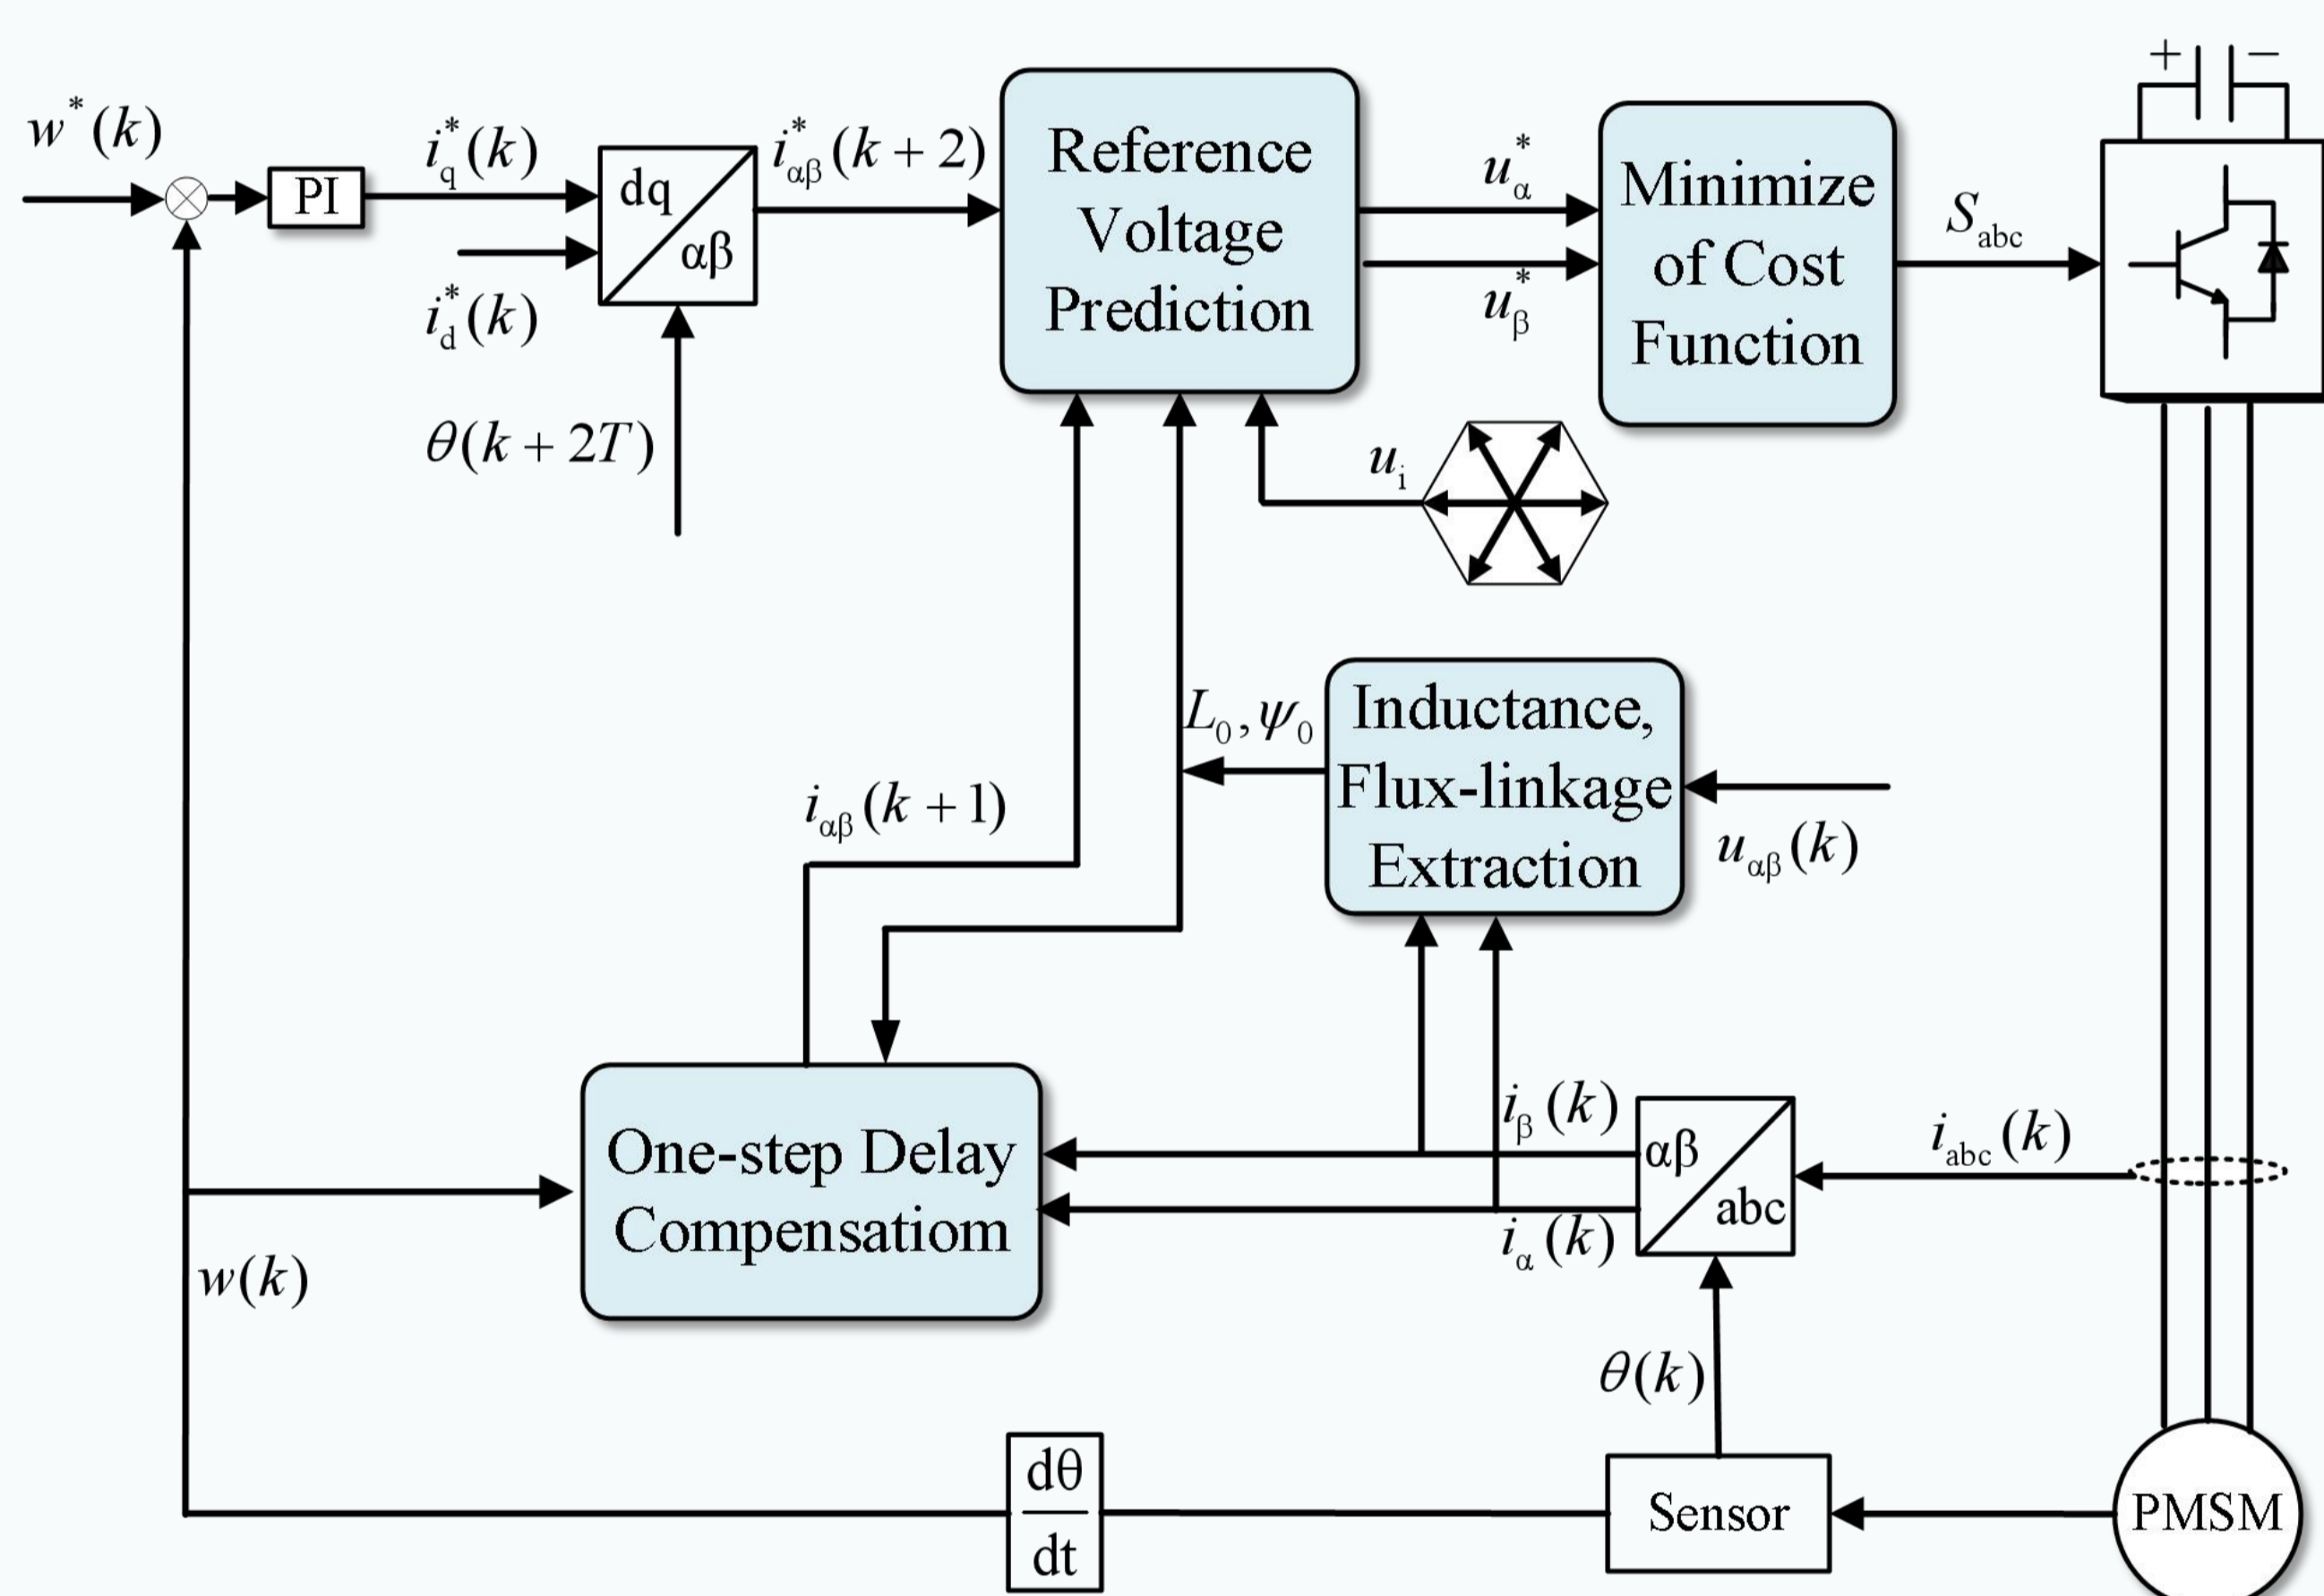 w*(k)
PI
i*q(k)
i*d(k)
dq
αβ
θ(k + 2T)
i*αβ(k + 2)
Reference
Voltage
Prediction
u*α
u*β
Minimize
of Cost
Function
Sabc
+ −
ui
L0, ψ0
Inductance,
Flux-linkage
Extraction
uαβ(k)
iαβ(k + 1)
One-step Delay
Compensatiom
iβ(k)
iα(k)
αβ
abc
iabc(k)
w(k)
θ(k)
dθ
dt
Sensor
PMSM